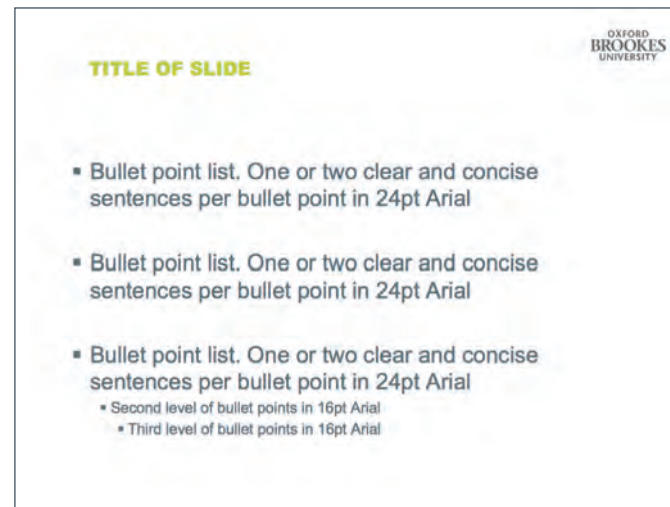 OXFORD
BROOKES
UNIVERSITY
TITLE OF SLIDE
▪ Bullet point list. One or two clear and concise
sentences per bullet point in 24pt Arial
▪ Bullet point list. One or two clear and concise
sentences per bullet point in 24pt Arial
▪ Bullet point list. One or two clear and concise
sentences per bullet point in 24pt Arial
▪ Second level of bullet points in 16pt Arial
▪ Third level of bullet points in 16pt Arial